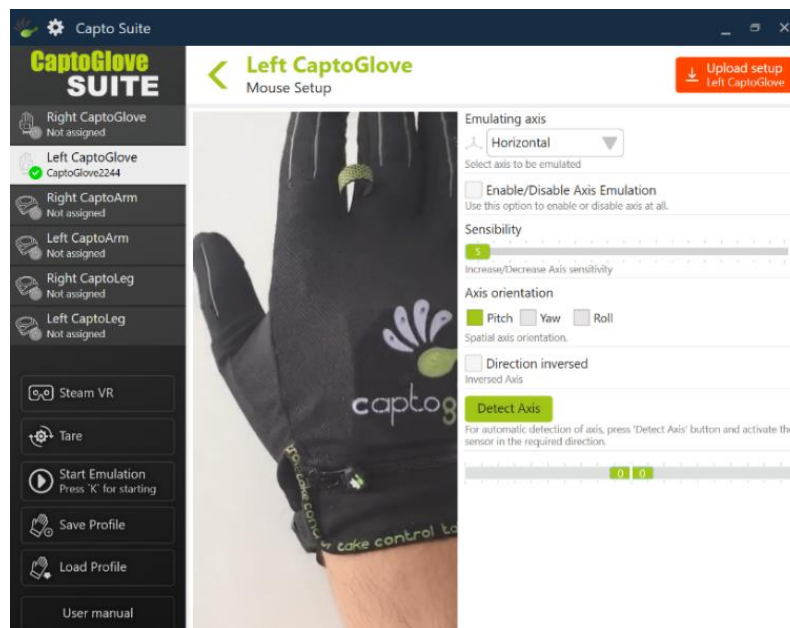 Capto Suite
CaptoGlove
SUITE
Left CaptoGlove
Mouse Setup
Upload setup
Left CaptoGlove
Right CaptoGlove
Not assigned
Left CaptoGlove
CaptoGlove2244
Right CaptoArm
Not assigned
Left CaptoArm
Not assigned
Right CaptoLeg
Not assigned
Left CaptoLeg
Not assigned
Steam VR
Tare
Start Emulation
Press 'K' for starting
Save Profile
Load Profile
User manual
captog
take control to
Emulating axis
Horizontal
Select axis to be emulated
Enable/Disable Axis Emulation
Use this option to enable or disable axis at all.
Sensibility
5
Increase/Decrease Axis sensitivity
Axis orientation
Pitch Yaw Roll
Spatial axis orientation.
Direction inversed
Inversed Axis
Detect Axis
For automatic detection of axis, press 'Detect Axis' button and activate the
sensor in the required direction.
0 0